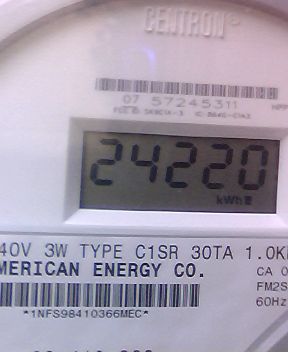 CENTRON®
07 57245311
24220
kWh
40V 3W TYPE C1SR 30TA 1.0K
MERICAN ENERGY CO.
CA 0
FM2S
60Hz
*1NFS98410366MEC*